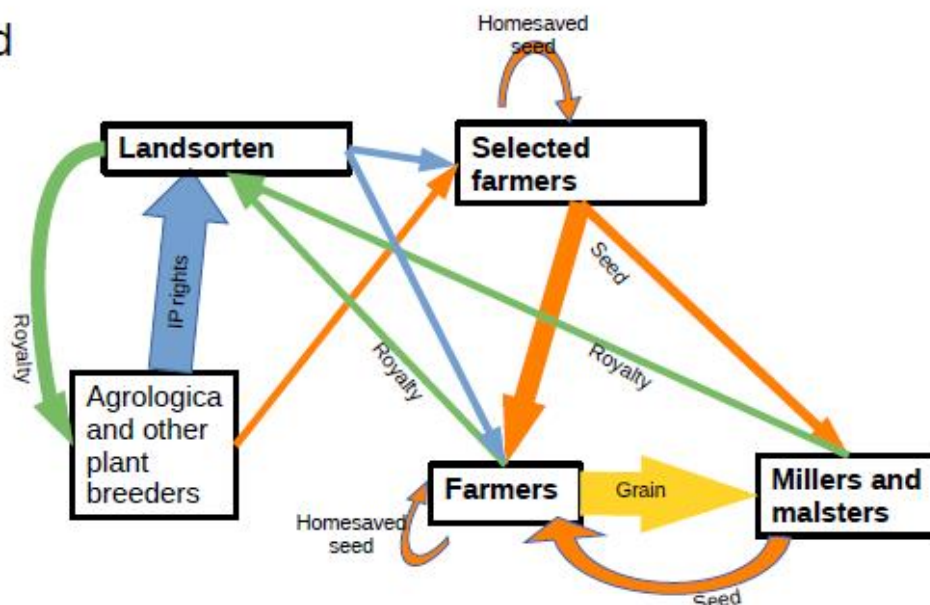 d
Homesaved
seed
Landsorten
Selected
farmers
Seed
IP rights
Royalty
Royalty
Royalty
Agrologica
and other
plant
breeders
Farmers
Grain
Millers and
malsters
Homesaved
seed
Seed